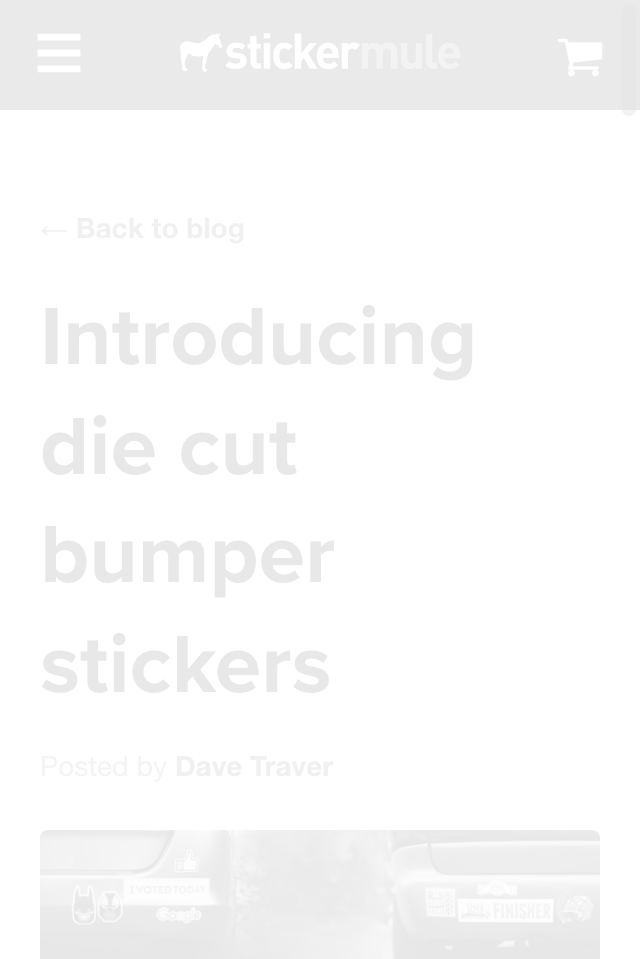 stickermule
← Back to blog
Introducing
die cut
bumper
stickers
Posted by Dave Traver
I VOTED TODAY
Google
FINISHER